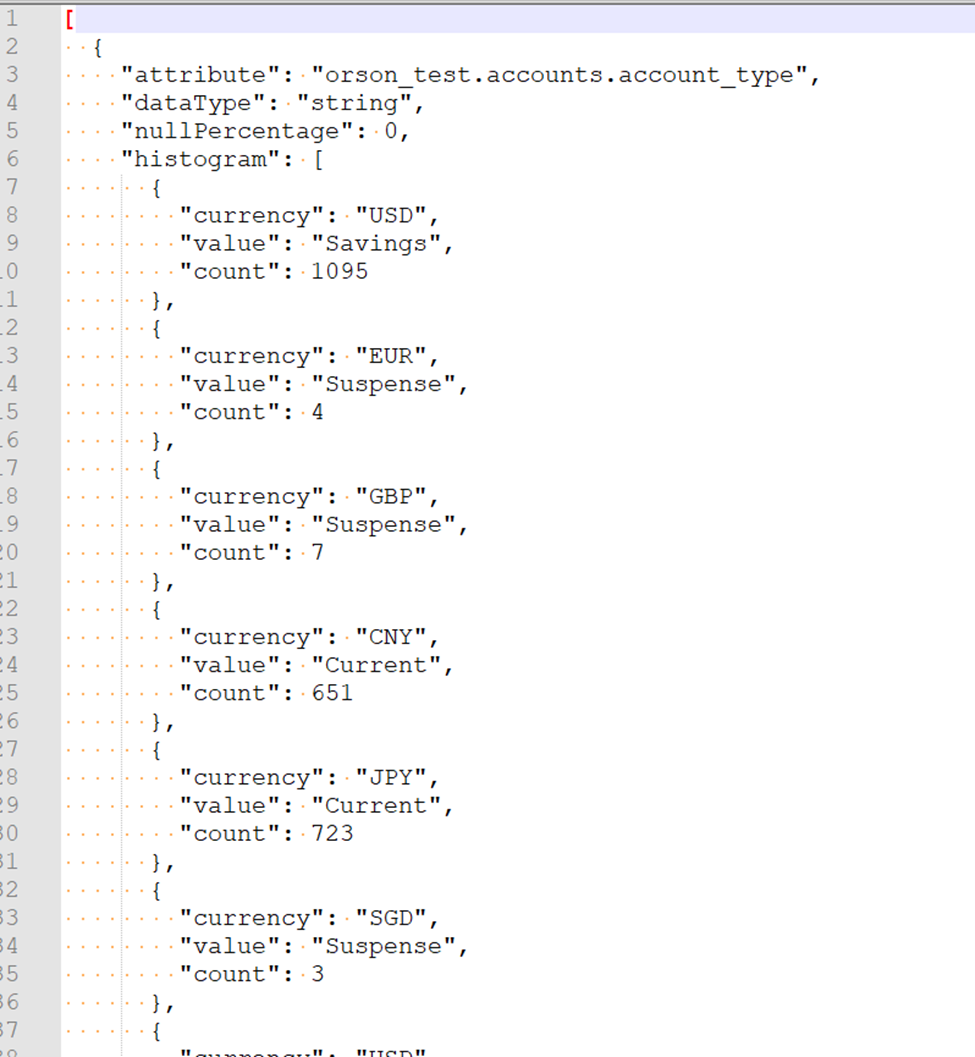 1 [
2 {
3 "attribute": "orson_test.accounts.account_type",
4 "dataType": "string",
5 "nullPercentage": 0,
6 "histogram": [
7 {
8 "currency": "USD",
9 "value": "Savings",
10 "count": 1095
11 },
12 {
13 "currency": "EUR",
14 "value": "Suspense",
15 "count": 4
16 },
17 {
18 "currency": "GBP",
19 "value": "Suspense",
20 "count": 7
21 },
22 {
23 "currency": "CNY",
24 "value": "Current",
25 "count": 651
26 },
27 {
28 "currency": "JPY",
29 "value": "Current",
30 "count": 723
31 },
32 {
33 "currency": "SGD",
34 "value": "Suspense",
35 "count": 3
36 },
37 {
38 "currency": "USD"